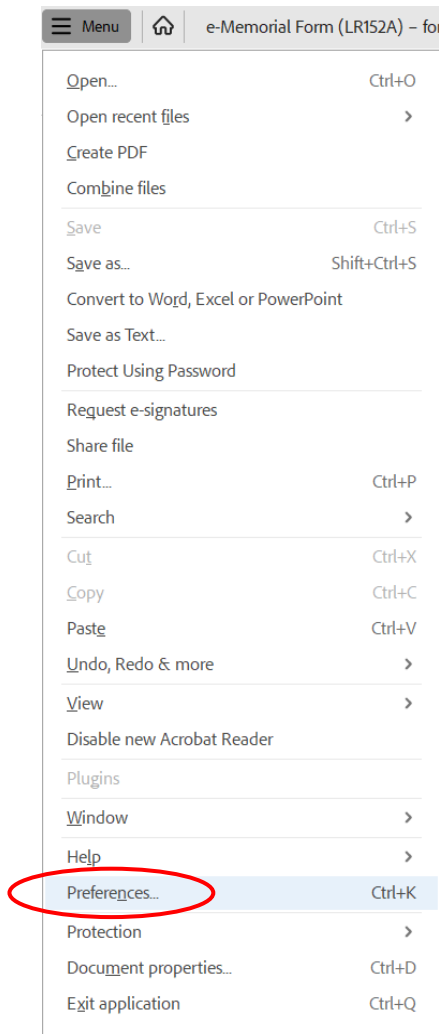 Menu e-Memorial Form (LR152A) – for
Open... Ctrl+O
Open recent files
Create PDF
Combine files
Save Ctrl+S
Save as... Shift+Ctrl+S
Convert to Word, Excel or PowerPoint
Save as Text...
Protect Using Password
Request e-signatures
Share file
Print... Ctrl+P
Search
Cut Ctrl+X
Copy Ctrl+C
Paste Ctrl+V
Undo, Redo & more
View
Disable new Acrobat Reader
Plugins
Window
Help
Preferences... Ctrl+K
Protection
Document properties... Ctrl+D
Exit application Ctrl+Q